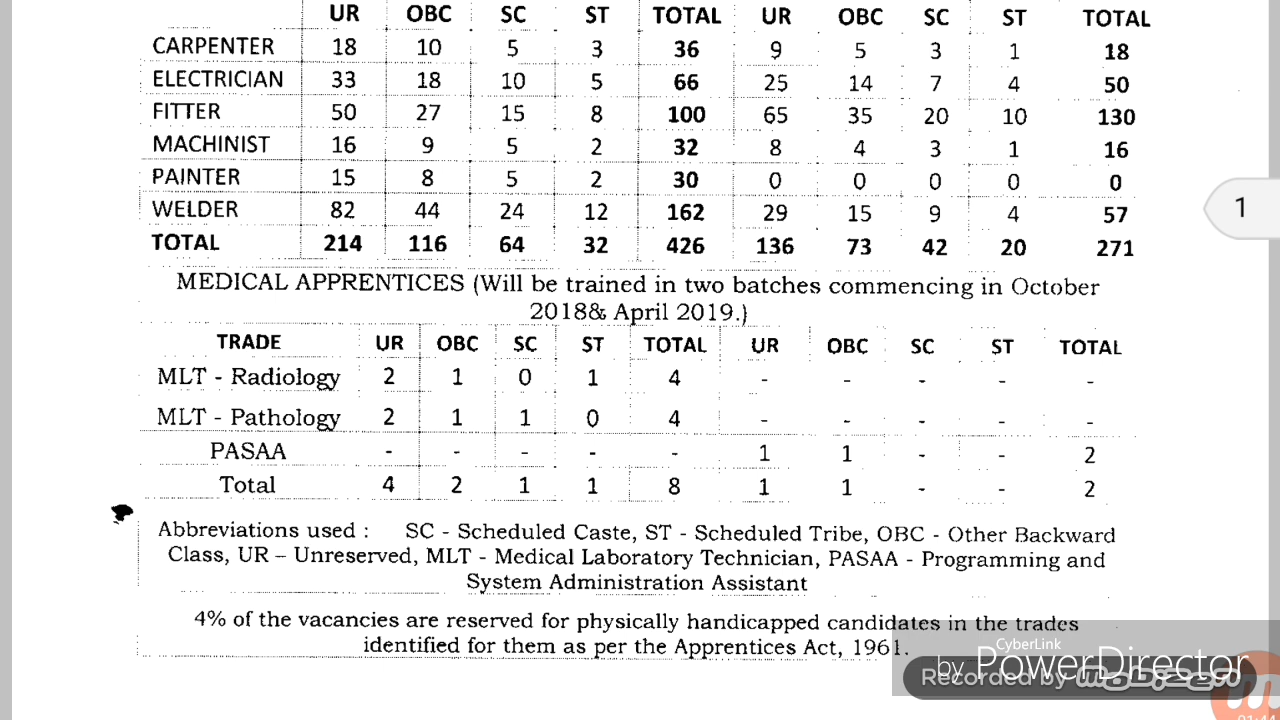 UR OBC SC ST TOTAL UR OBC SC ST TOTAL
CARPENTER 18 10 5 3 36 9 5 3 1 18
ELECTRICIAN 33 18 10 5 66 25 14 7 4 50
FITTER 50 27 15 8 100 65 35 20 10 130
MACHINIST 16 9 5 2 32 8 4 3 1 16
PAINTER 15 8 5 2 30 0 0 0 0 0
WELDER 82 44 24 12 162 29 15 9 4 57
TOTAL 214 116 64 32 426 136 73 42 20 271
MEDICAL APPRENTICES (Will be trained in two batches commencing in October
2018& April 2019.)
TRADE UR OBC SC ST TOTAL UR OBC SC ST TOTAL
MLT - Radiology 2 1 0 1 4 - - - - -
MLT - Pathology 2 1 1 0 4 - - - - -
PASAA - - - - - 1 1 - - 2
Total 4 2 1 1 8 1 1 - - 2
Abbreviations used : SC - Scheduled Caste, ST - Scheduled Tribe, OBC - Other Backward
Class, UR – Unreserved, MLT - Medical Laboratory Technician, PASAA - Programming and
System Administration Assistant
4% of the vacancies are reserved for physically handicapped candidates in the trades
identified for them as per the Apprentices Act, 1961.
1
CyberLink
by PowerDirector
Recorded by
01:44